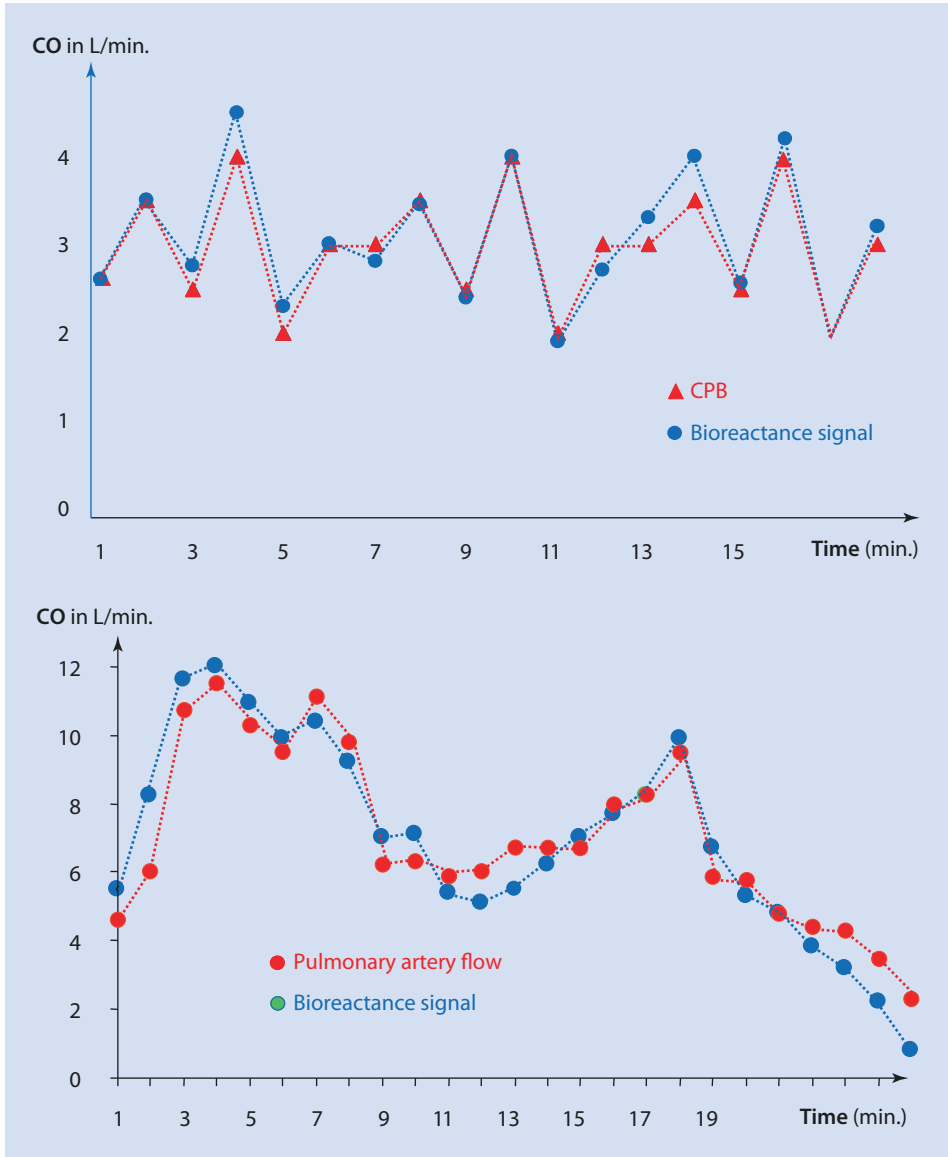 CO in L/min.
4
3
2
1
0
CPB
Bioreactance signal
1 3 5 7 9 11 13 15 Time (min.)
CO in L/min.
12
10
8
6
4
2
0
Pulmonary artery flow
Bioreactance signal
1 3 5 7 9 11 13 15 17 19 Time (min.)